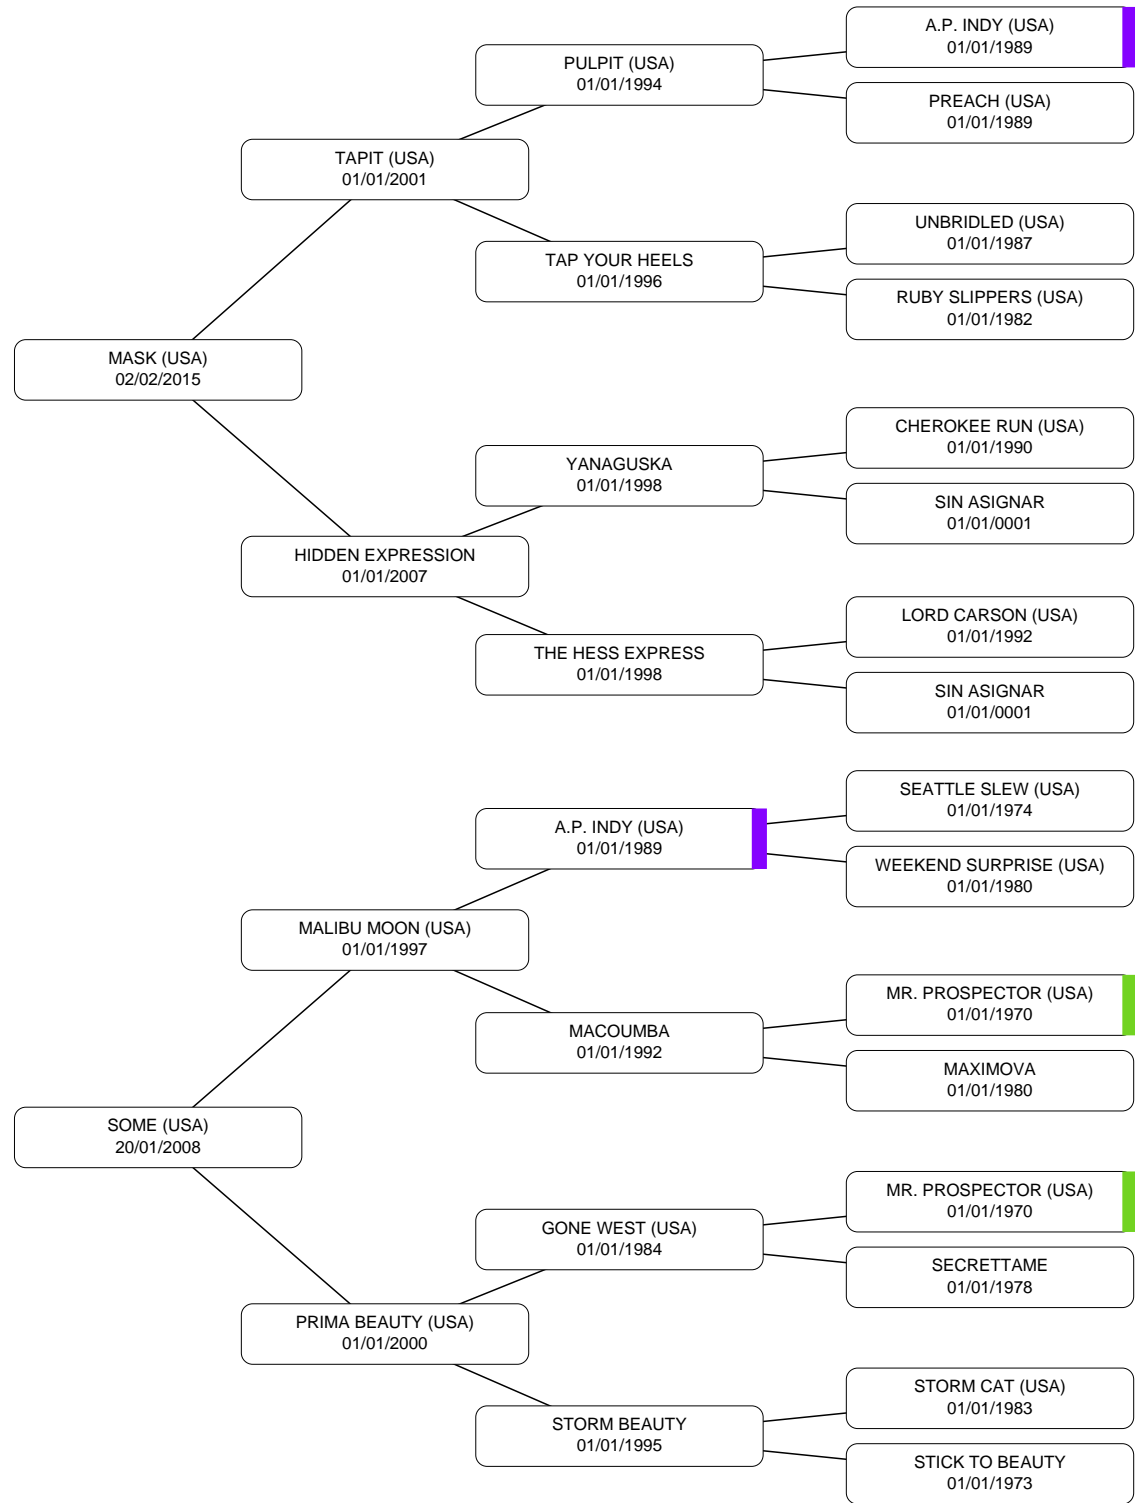 A.P. INDY (USA)
01/01/1989
PULPIT (USA)
01/01/1994
PREACH (USA)
01/01/1989
TAPIT (USA)
01/01/2001
UNBRIDLED (USA)
01/01/1987
TAP YOUR HEELS
01/01/1996
RUBY SLIPPERS (USA)
01/01/1982
MASK (USA)
02/02/2015
CHEROKEE RUN (USA)
01/01/1990
YANAGUSKA
01/01/1998
SIN ASIGNAR
01/01/0001
HIDDEN EXPRESSION
01/01/2007
LORD CARSON (USA)
01/01/1992
THE HESS EXPRESS
01/01/1998
SIN ASIGNAR
01/01/0001
SEATTLE SLEW (USA)
01/01/1974
A.P. INDY (USA)
01/01/1989
WEEKEND SURPRISE (USA)
01/01/1980
MALIBU MOON (USA)
01/01/1997
MR. PROSPECTOR (USA)
01/01/1970
MACOUMBA
01/01/1992
MAXIMOVA
01/01/1980
SOME (USA)
20/01/2008
MR. PROSPECTOR (USA)
01/01/1970
GONE WEST (USA)
01/01/1984
SECRETTAME
01/01/1978
PRIMA BEAUTY (USA)
01/01/2000
STORM CAT (USA)
01/01/1983
STORM BEAUTY
01/01/1995
STICK TO BEAUTY
01/01/1973